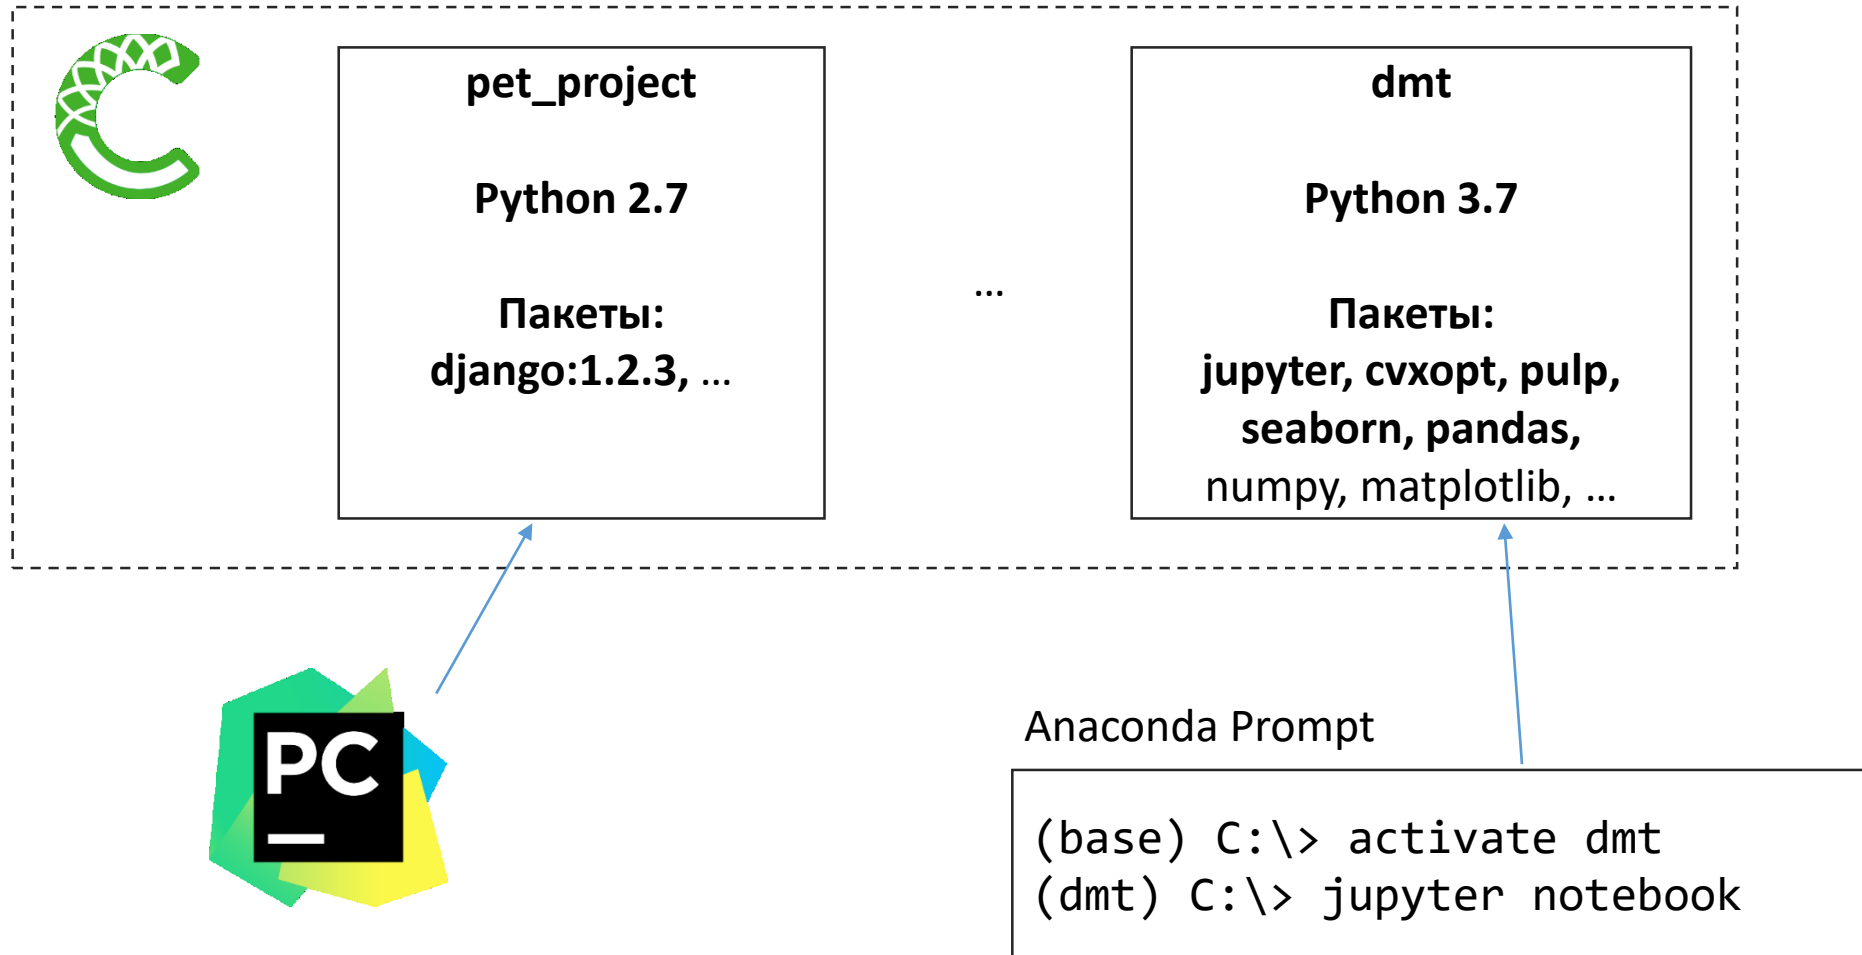 pet_project
Python 2.7
Пакеты:
django:1.2.3, ...
...
dmt
Python 3.7
Пакеты:
jupyter, cvxopt, pulp,
seaborn, pandas,
numpy, matplotlib, ...
PC
Anaconda Prompt
(base) C:\> activate dmt
(dmt) C:\> jupyter notebook